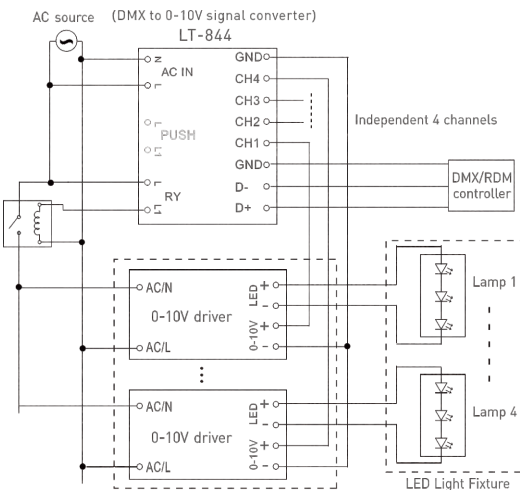 AC source
(DMX to 0-10V signal converter)
LT-844
N
AC IN
L
PUSH
L
L1
L
RY
L1
GND
CH4
CH3
CH2
CH1
GND
D-
D+
Independent 4 channels
DMX/RDM
controller
AC/N
0-10V driver
AC/L
LED
+
-
0-10V
+
-
AC/N
0-10V driver
AC/L
LED
+
-
0-10V
+
-
Lamp 1
Lamp 4
LED Light Fixture